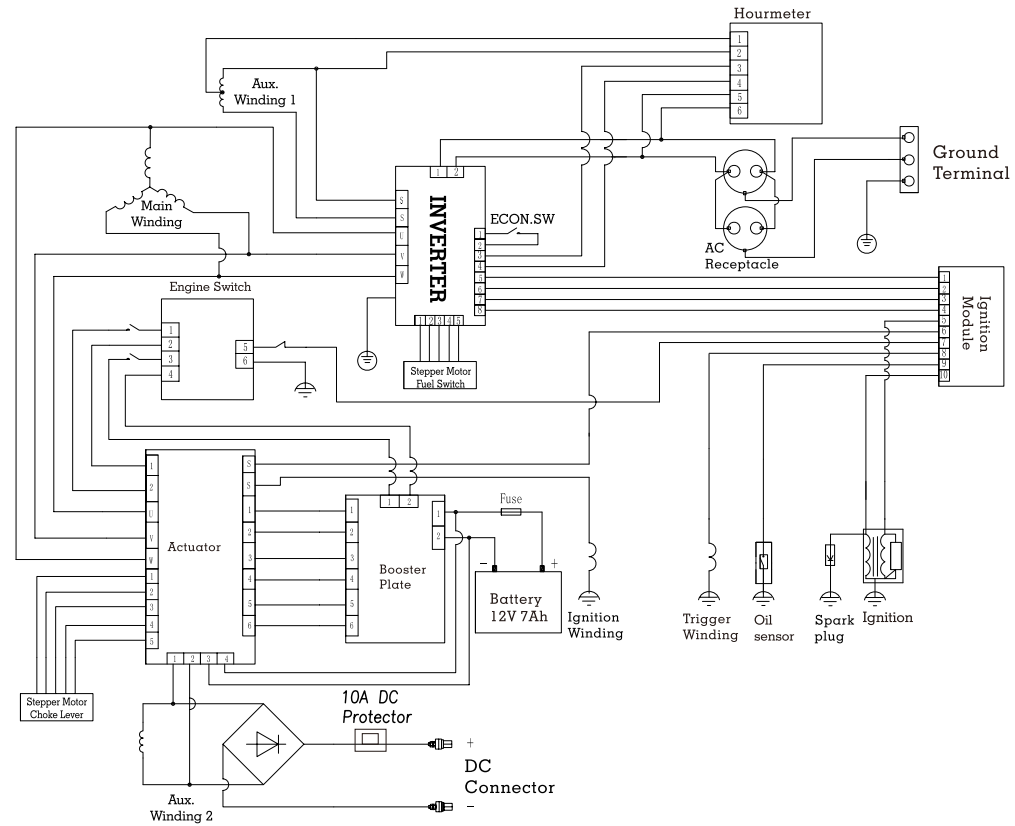 Hourmeter
1
2
3
4
5
6
Aux.
Winding 1
Ground
Terminal
Main
Winding
INVERTER
1 2
S
S
U
V
W
ECON.SW
1
2
3
4
5
6
7
8
1 2 3 4 5
AC
Receptacle
Stepper Motor
Fuel Switch
Ignition
Module
1
2
3
4
5
6
7
8
9
10
Engine Switch
1
2
3
4
5
6
Actuator
1
2
U
V
W
1
2
3
4
5
S
S
1
2
3
4
5
6
1 2 3 4
Booster
Plate
1 2
1
2
3
4
5
6
1
2
Fuse
- +
Battery
12V 7Ah
Ignition
Winding
Trigger
Winding
Oil
sensor
Spark
plug
Ignition
Stepper Motor
Choke Lever
10A DC
Protector
+
DC
Connector
-
Aux.
Winding 2